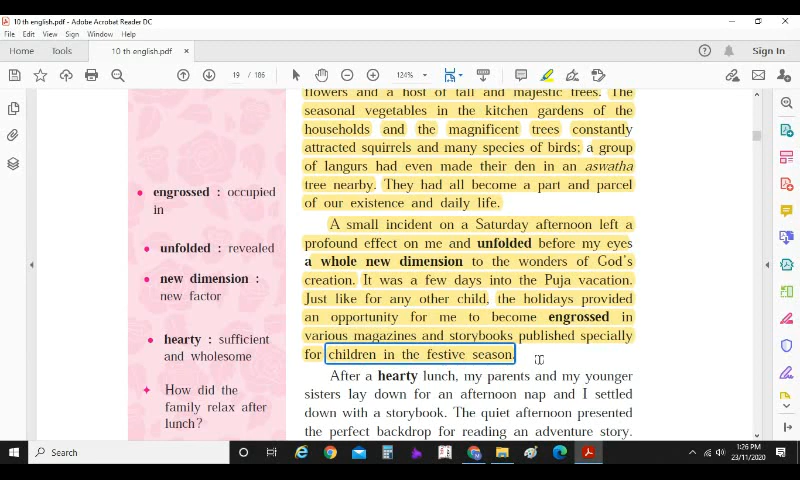 10 th english.pdf - Adobe Acrobat Reader DC
File Edit View Sign Window Help
Home Tools 10 th english.pdf × Sign In
19 / 186 124%
flowers and a host of tall and majestic trees. The
seasonal vegetables in the kitchen gardens of the
households and the magnificent trees constantly
attracted squirrels and many species of birds; a group
of langurs had even made their den in an aswatha
tree nearby. They had all become a part and parcel
of our existence and daily life.
A small incident on a Saturday afternoon left a
profound effect on me and unfolded before my eyes
a whole new dimension to the wonders of God's
creation. It was a few days into the Puja vacation.
Just like for any other child, the holidays provided
an opportunity for me to become engrossed in
various magazines and storybooks published specially
for children in the festive season.
After a hearty lunch, my parents and my younger
sisters lay down for an afternoon nap and I settled
down with a storybook. The quiet afternoon presented
the perfect backdrop for reading an adventure story.
• engrossed : occupied
in
• unfolded : revealed
• new dimension :
new factor
• hearty : sufficient
and wholesome
How did the
family relax after
lunch?
Search
1:26 PM
23/11/2020